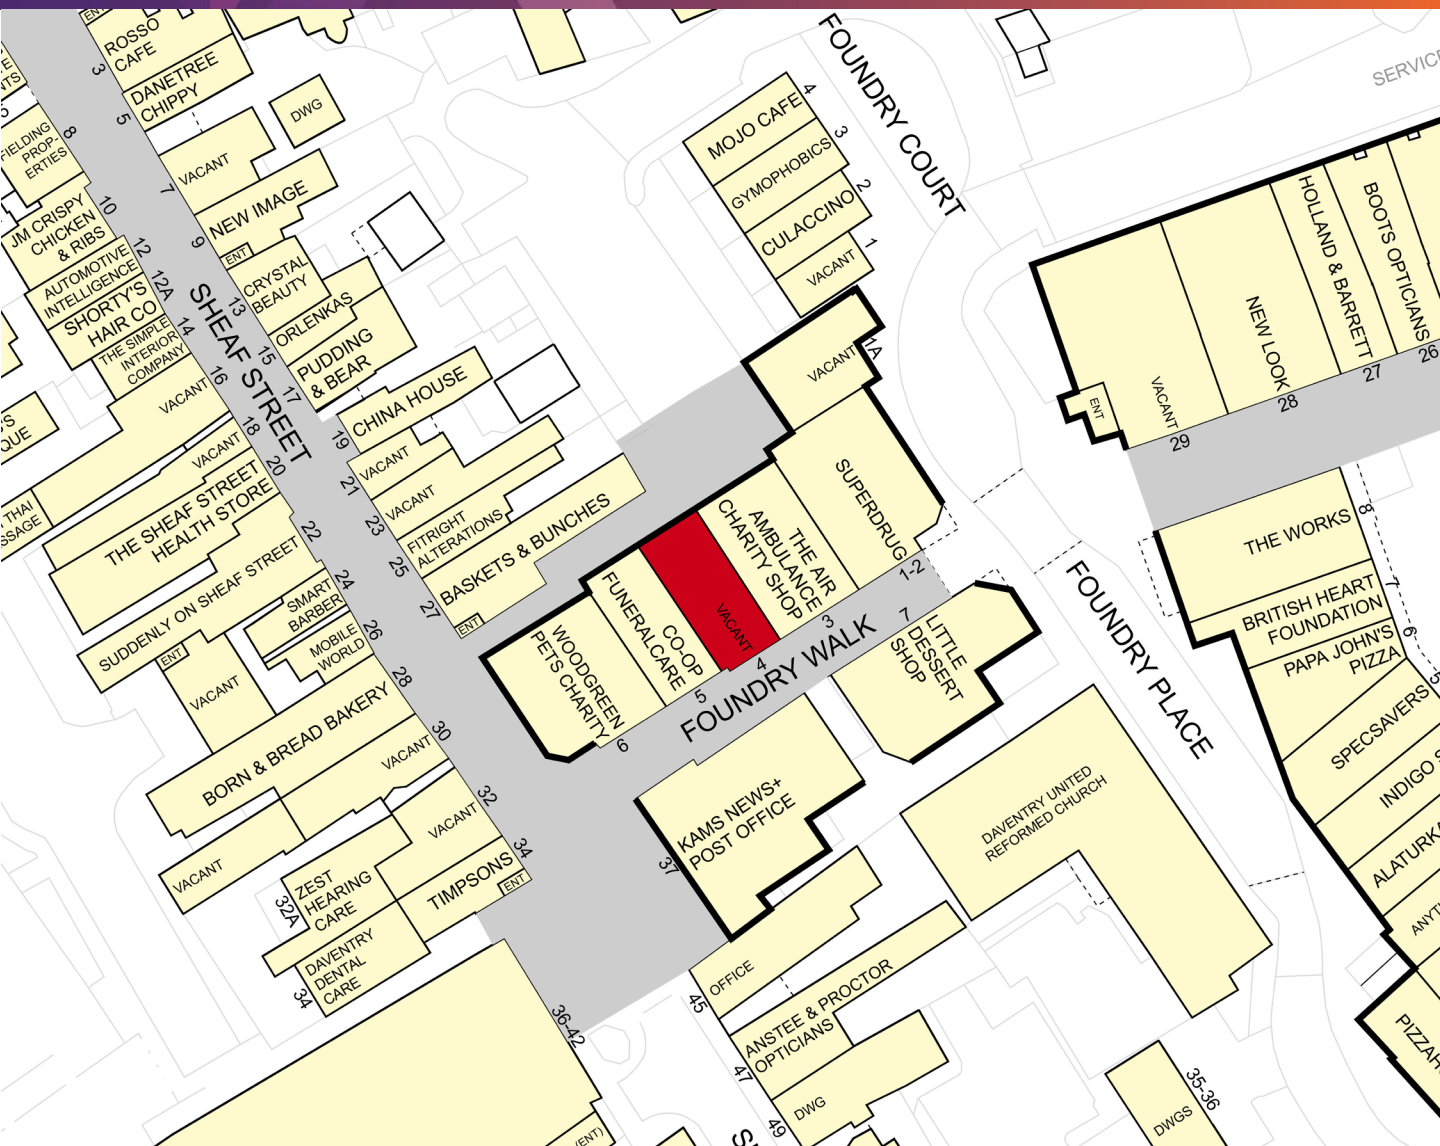 ENT
ROSSO
CAFE
3
DANETREE
CHIPPY
5
DWG
8
FIELDING
PROP-
ERTIES
VACANT
7
10
JM CRISPY
CHICKEN
& RIBS
NEW IMAGE
9
ENT
12
AUTOMOTIVE
INTELLIGENCE
12A
SHORTY'S
HAIR CO
CRYSTAL
BEAUTY
13
14
THE SIMPLE
INTERIOR
COMPANY
ORLENKAS
15
PUDDING
& BEAR
17
SHEAF STREET
16
VACANT
CHINA HOUSE
19
18
VACANT
VACANT
21
20
THE SHEAF STREET
HEALTH STORE
VACANT
23
FITRIGHT
ALTERATIONS
25
22
BASKETS & BUNCHES
27
ENT
SUDDENLY ON SHEAF STREET
24
SMART
BARBER
ENT
26
MOBILE
WORLD
VACANT
28
BORN & BREAD BAKERY
30
VACANT
VACANT
32
VACANT
34
TIMPSONS
ENT
ZEST
HEARING
CARE
32A
DAVENTRY
DENTAL
CARE
34
36-42
THAI
FOUNDRY COURT
4
MOJO CAFE
3
GYMOPHOBICS
2
CULACCINO
1
VACANT
1A
VACANT
SUPERDRUG
1-2
THE AIR
AMBULANCE
CHARITY SHOP
3
VACANT
4
CO-OP
FUNERALCARE
5
WOODGREEN
PETS CHARITY
6
FOUNDRY WALK
7
LITTLE
DESSERT
SHOP
KAMS NEWS+
POST OFFICE
37
OFFICE
45
ANSTEE & PROCTOR
OPTICIANS
47
DWG
49
FOUNDRY PLACE
DAVENTRY UNITED
REFORMED CHURCH
35-36
DWGS
SERVICE
HOLLAND & BARRETT
BOOTS OPTICIANS
NEW LOOK
VACANT
ENT
29
28
27
26
THE WORKS
8
BRITISH HEART
FOUNDATION
7
PAPA JOHN'S
PIZZA
6
SPECSAVERS
5
INDIGO